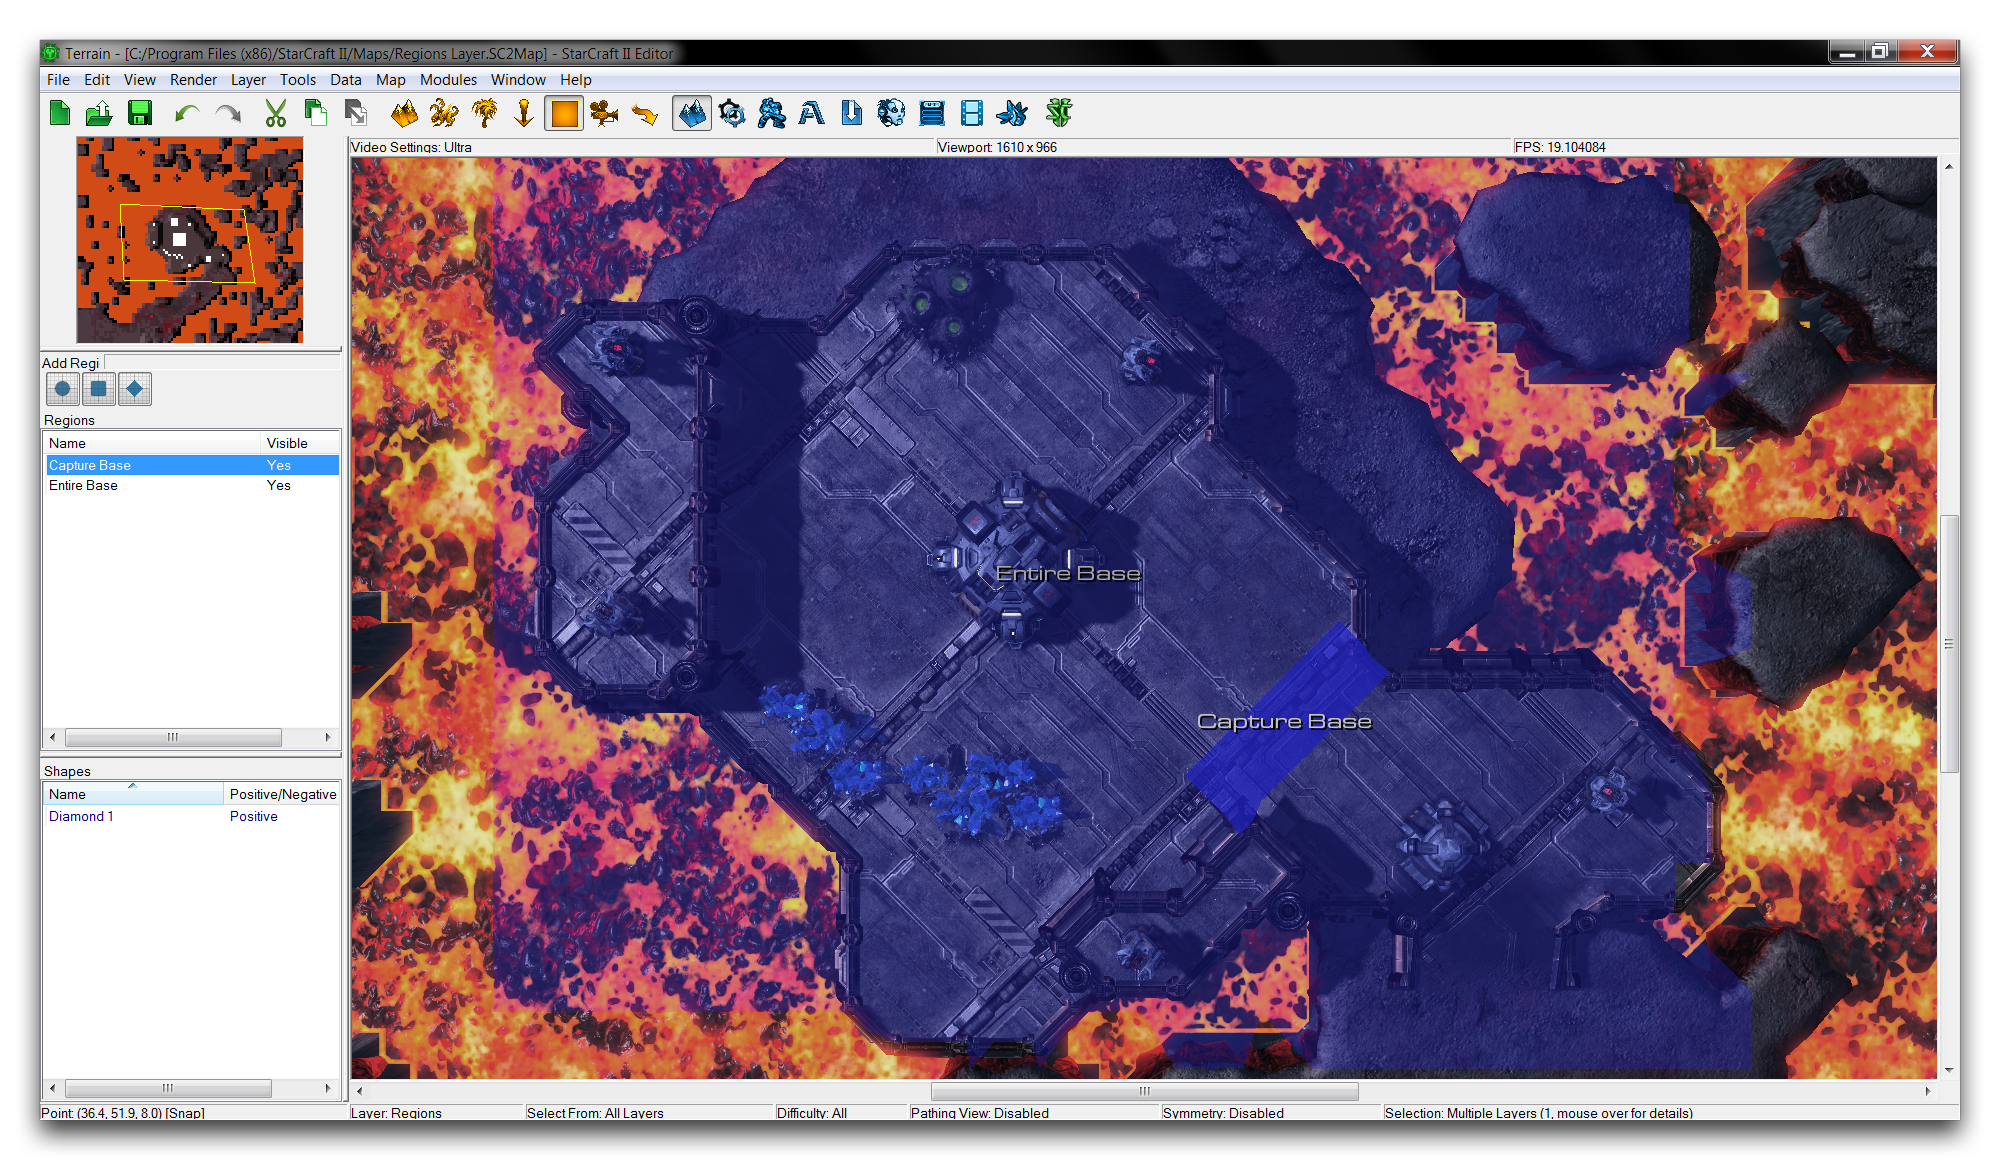 Terrain - [C:/Program Files (x86)/StarCraft II/Maps/Regions Layer.SC2Map] - StarCraft II Editor
File Edit View Render Layer Tools Data Map Modules Window Help
Video Settings: Ultra Viewport: 1610 x 966 FPS: 19.104084
Add Regi
Regions
Name Visible
Capture Base Yes
Entire Base Yes
Entire Base
Capture Base
Shapes
Name Positive/Negative
Diamond 1 Positive
Point: (36.4, 51.9, 8.0) [Snap] Layer: Regions Select From: All Layers Difficulty: All Pathing View: Disabled Symmetry: Disabled Selection: Multiple Layers (1, mouse over for details)